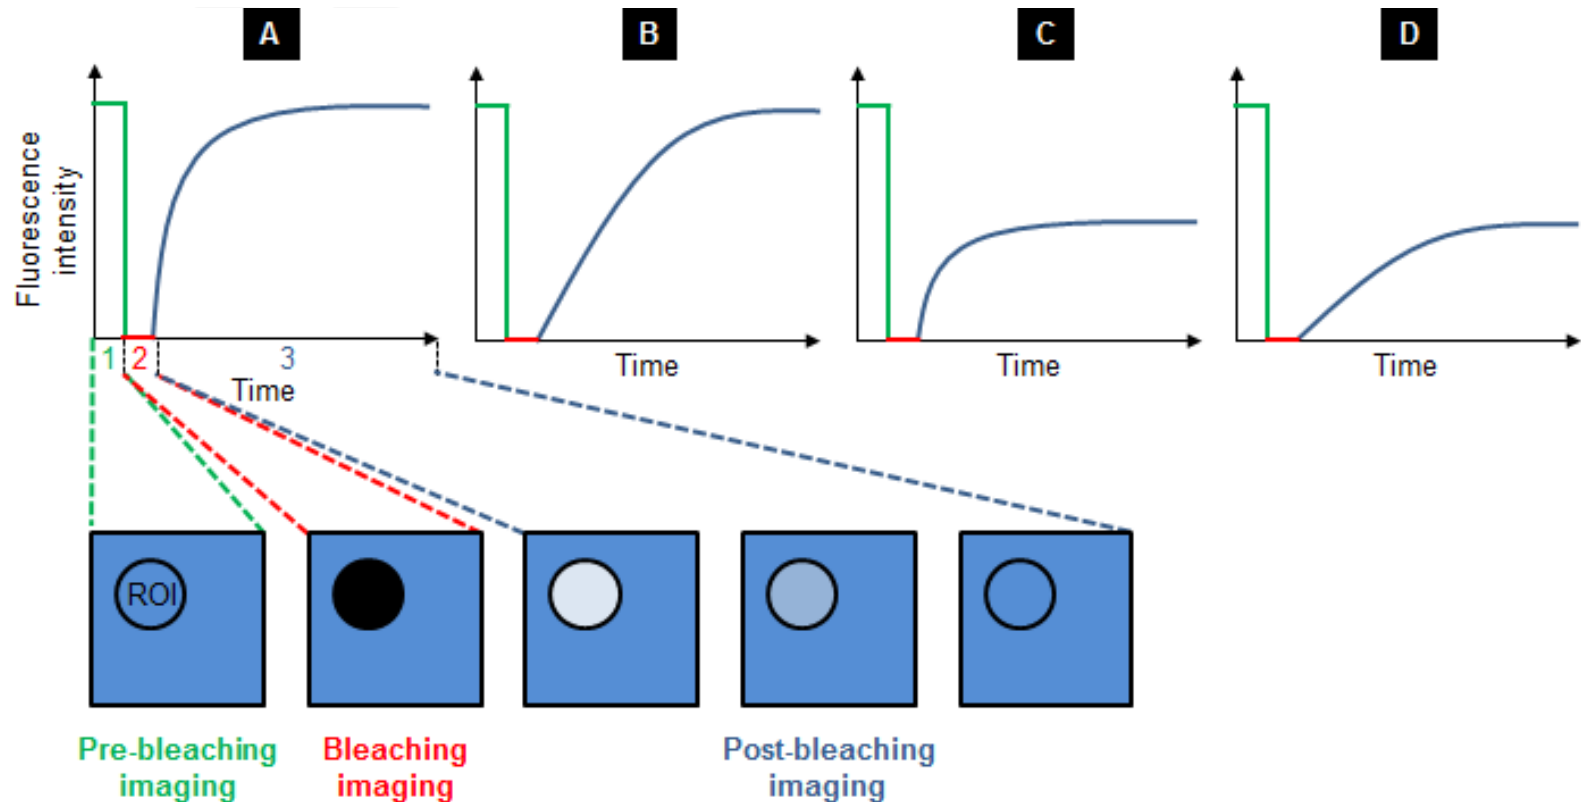 A
B
C
D
Fluorescence
intensity
1
2
3
Time
Time
Time
Time
ROI
Pre-bleaching
imaging
Bleaching
imaging
Post-bleaching
imaging